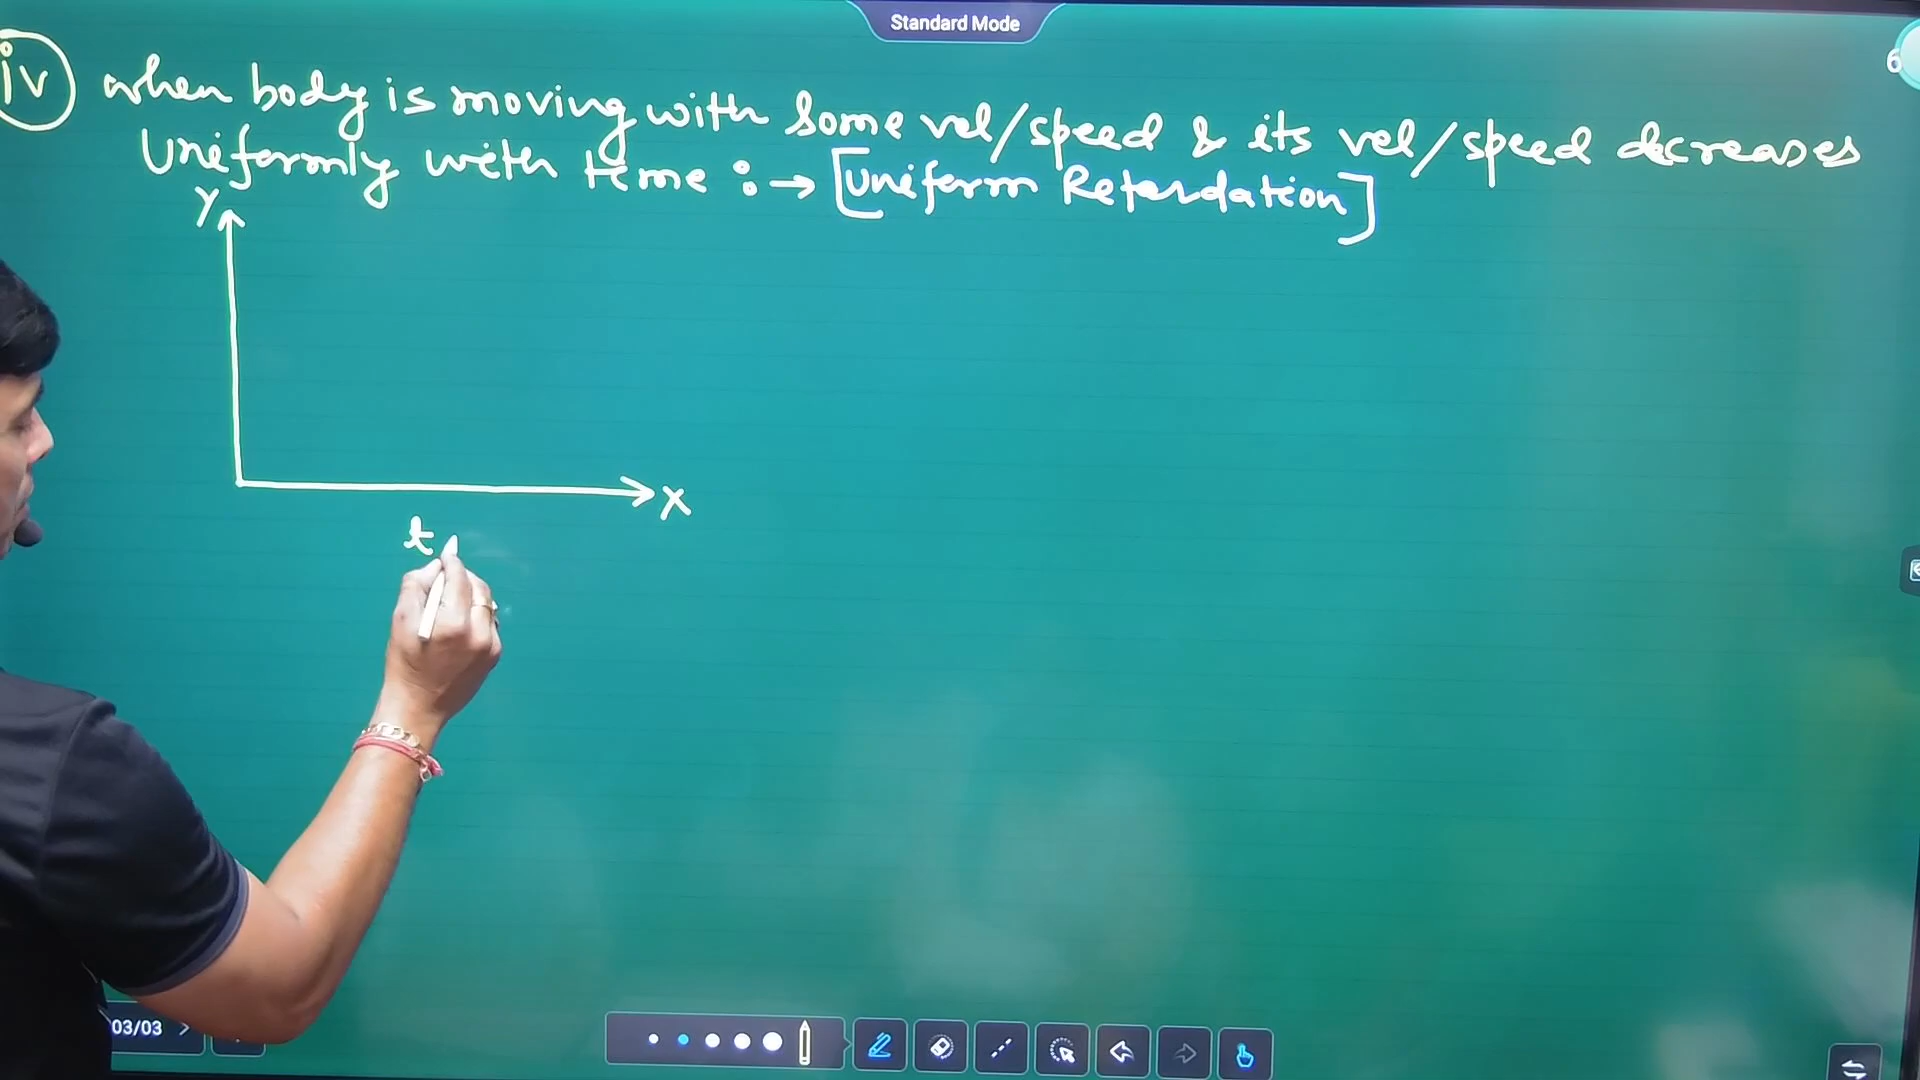 Standard Mode
6
iv when body is moving with some vel/speed & its vel/speed decreases
Uniformly with time :→ [Uniform Retardation]
Y
X
t
03/03 >